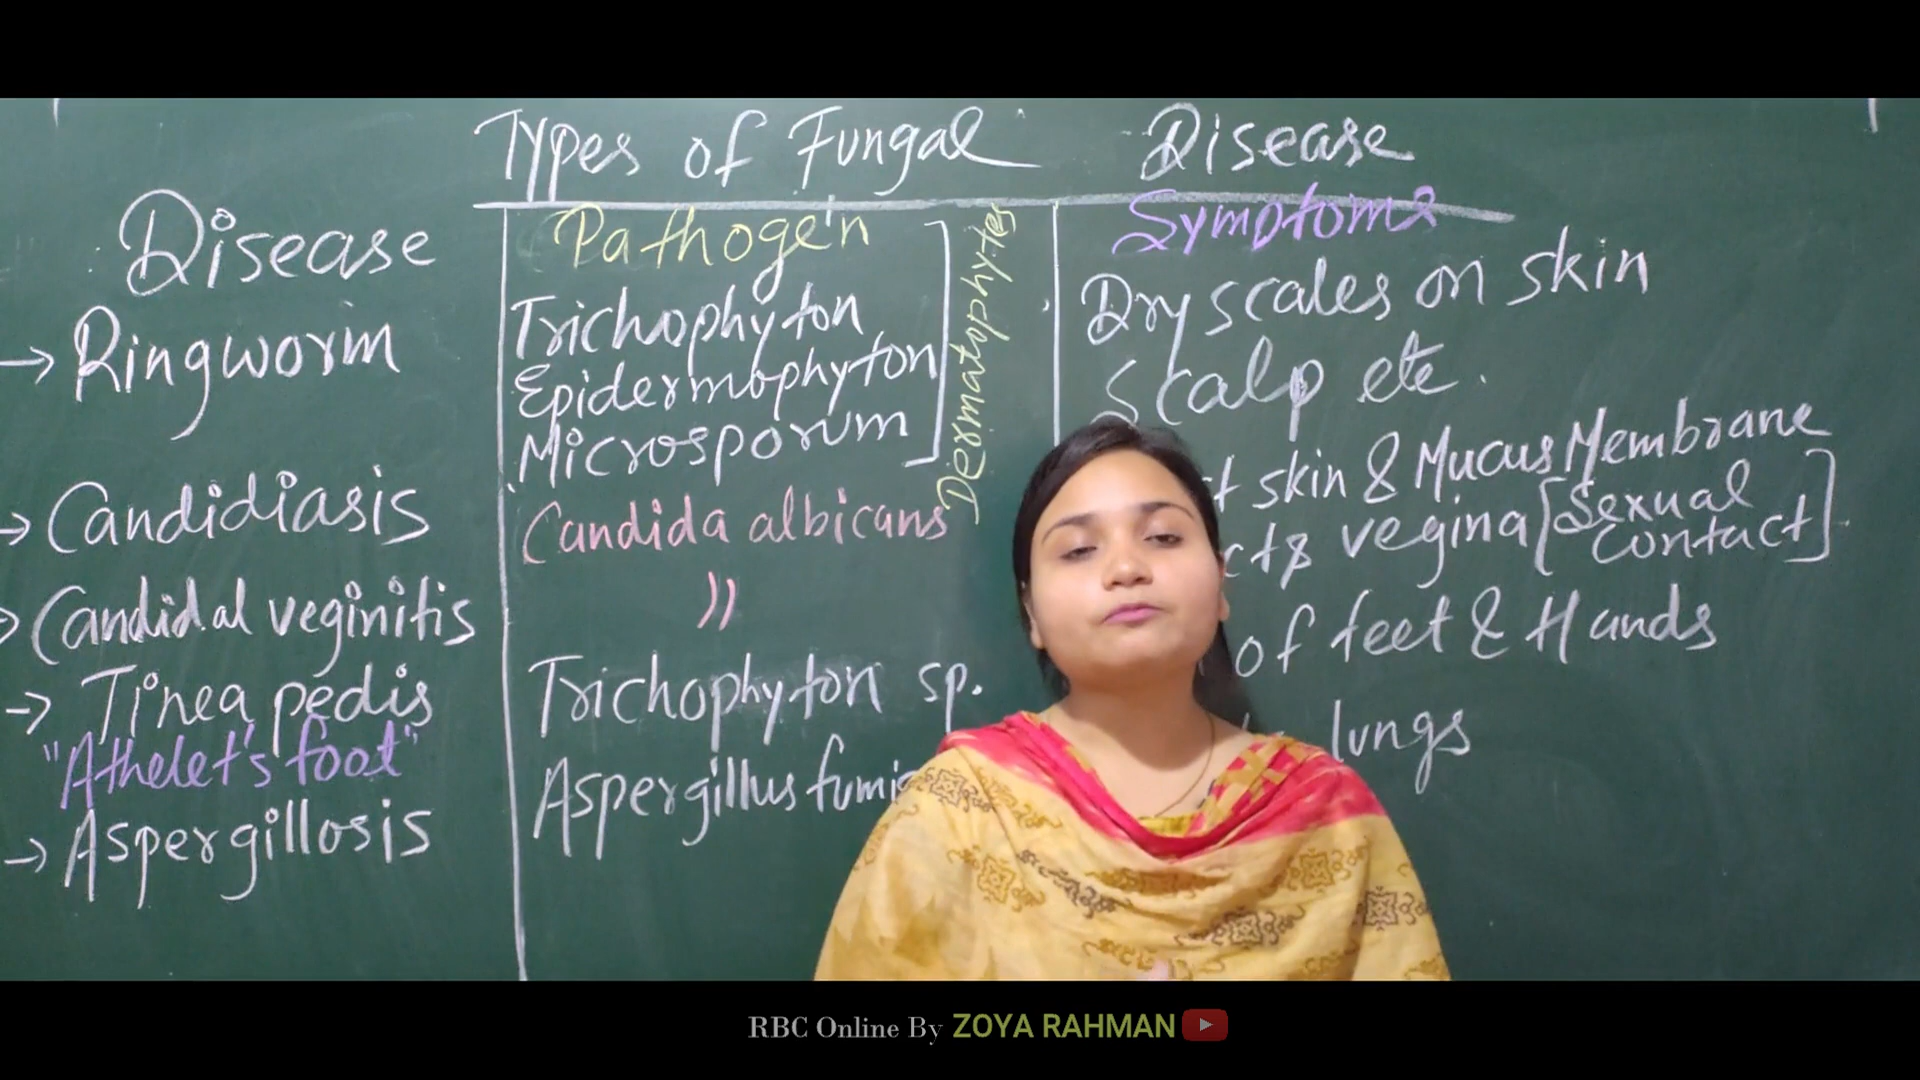 Types of Fungal Disease
Disease
Pathogen
Symptoms
→ Ringworm
Trichophyton
Epidermophyton
Microsporum
Dermatophytes
Dry scales on skin
Scalp etc.
→ Candidiasis
Candida albicans
skin & Mucus Membrane
→ Candidal veginitis
"
vegina [Sexual
contact]
→ Tinea pedis
"Athelet's foot"
Trichophyton sp.
of feet & Hands
→ Aspergillosis
Aspergillus
lungs
RBC Online By ZOYA RAHMAN